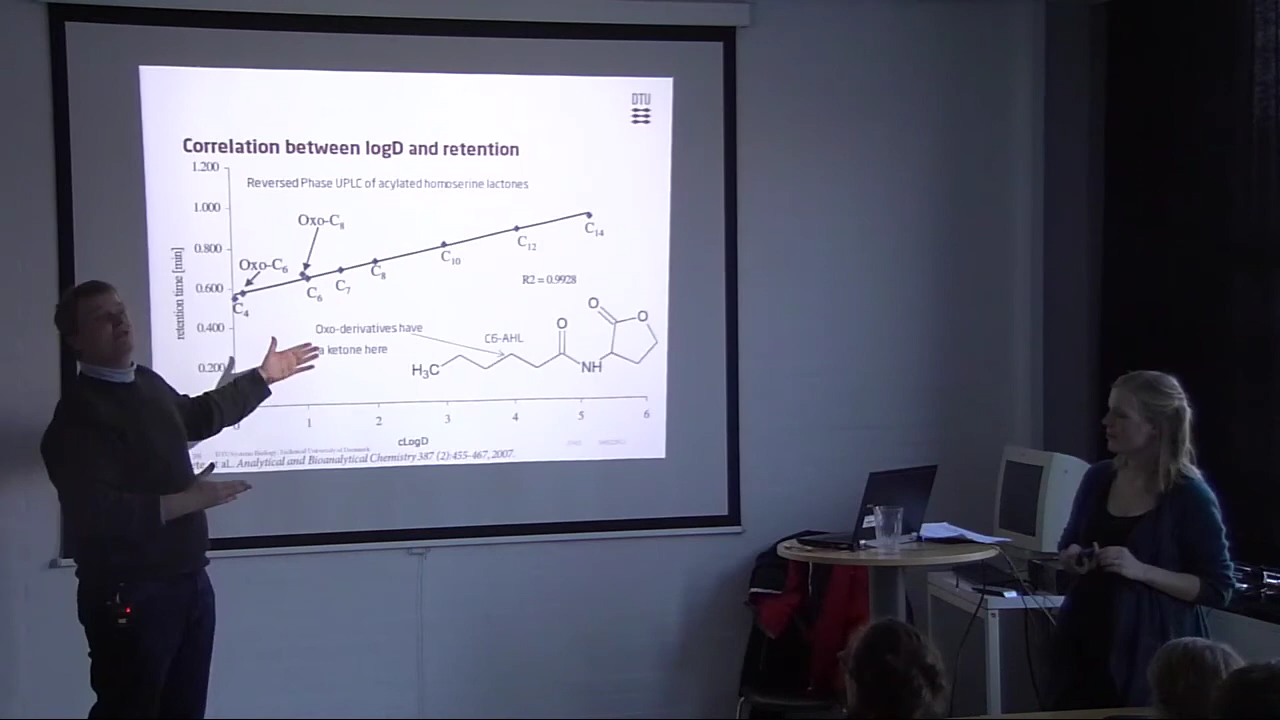 DTU
Correlation between logD and retention
1.200
Reversed Phase UPLC of acylated homoserine lactones
1.000
Oxo-C8
0.800
C14
C12
C10
Oxo-C6
C8
C7
C6
C4
0.600
retention time [min]
R2 = 0.9928
0.400
Oxo-derivatives have
a ketone here
C6-AHL
O
O
O
H3C
NH
0.200
1 2 3 4 5 6
cLogD
DTU Systems Biology, Technical University of Denmark
et al.. Analytical and Bioanalytical Chemistry 387 (2):455-467, 2007.